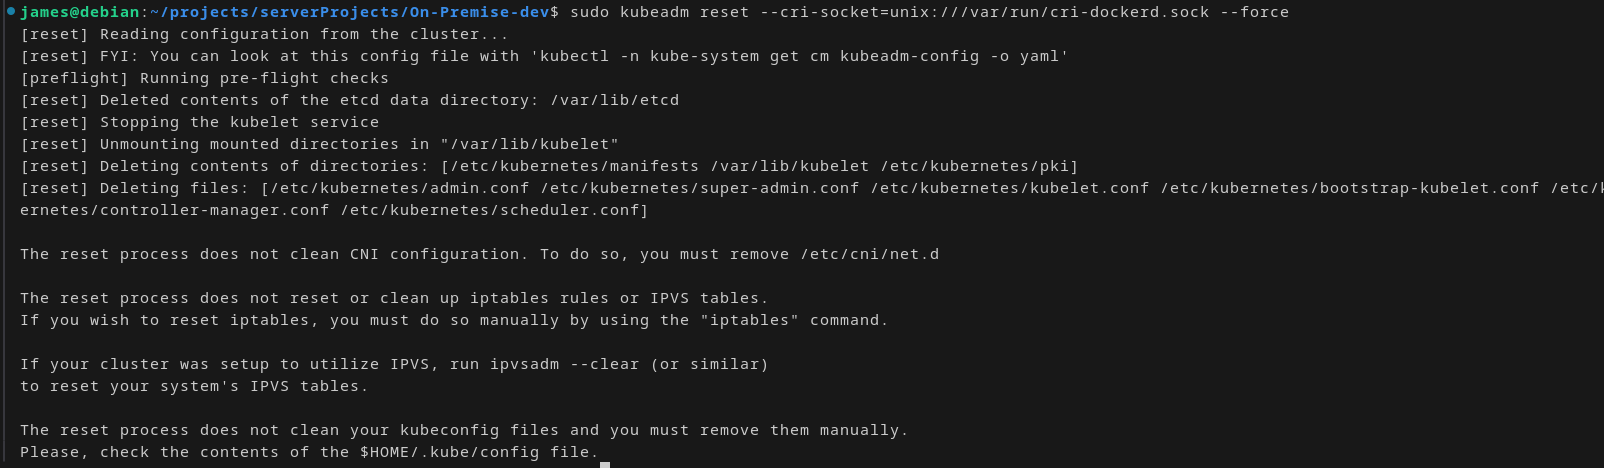 james@debian:~/projects/serverProjects/On-Premise-dev$ sudo kubeadm reset --cri-socket=unix:///var/run/cri-dockerd.sock --force
[reset] Reading configuration from the cluster...
[reset] FYI: You can look at this config file with 'kubectl -n kube-system get cm kubeadm-config -o yaml'
[preflight] Running pre-flight checks
[reset] Deleted contents of the etcd data directory: /var/lib/etcd
[reset] Stopping the kubelet service
[reset] Unmounting mounted directories in "/var/lib/kubelet"
[reset] Deleting contents of directories: [/etc/kubernetes/manifests /var/lib/kubelet /etc/kubernetes/pki]
[reset] Deleting files: [/etc/kubernetes/admin.conf /etc/kubernetes/super-admin.conf /etc/kubernetes/kubelet.conf /etc/kubernetes/bootstrap-kubelet.conf /etc/k
ernetes/controller-manager.conf /etc/kubernetes/scheduler.conf]
The reset process does not clean CNI configuration. To do so, you must remove /etc/cni/net.d
The reset process does not reset or clean up iptables rules or IPVS tables.
If you wish to reset iptables, you must do so manually by using the "iptables" command.
If your cluster was setup to utilize IPVS, run ipvsadm --clear (or similar)
to reset your system's IPVS tables.
The reset process does not clean your kubeconfig files and you must remove them manually.
Please, check the contents of the $HOME/.kube/config file.